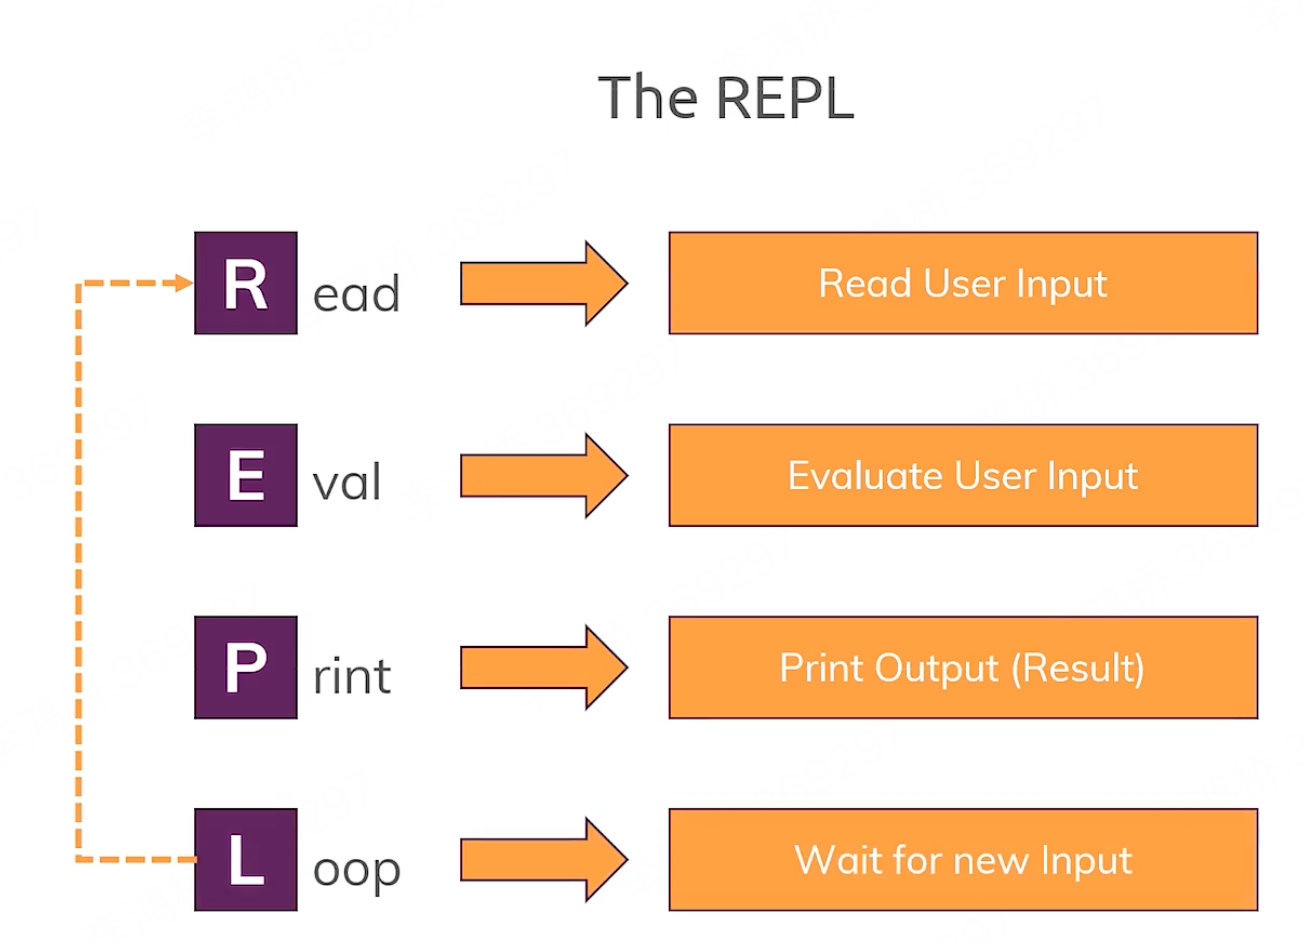 The REPL
R ead Read User Input
E val Evaluate User Input
P rint Print Output (Result)
L oop Wait for new Input